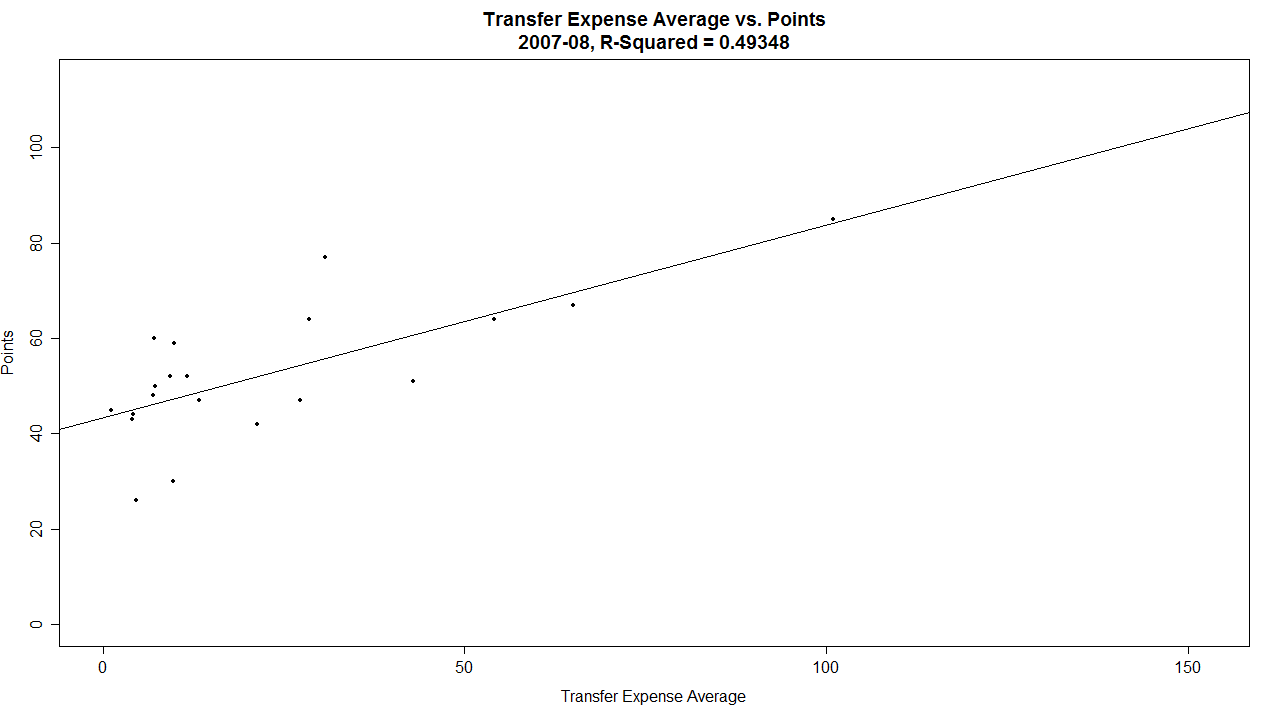 Transfer Expense Average vs. Points
2007-08, R-Squared = 0.49348
Points
100
80
60
40
20
0
0
50
100
150
Transfer Expense Average